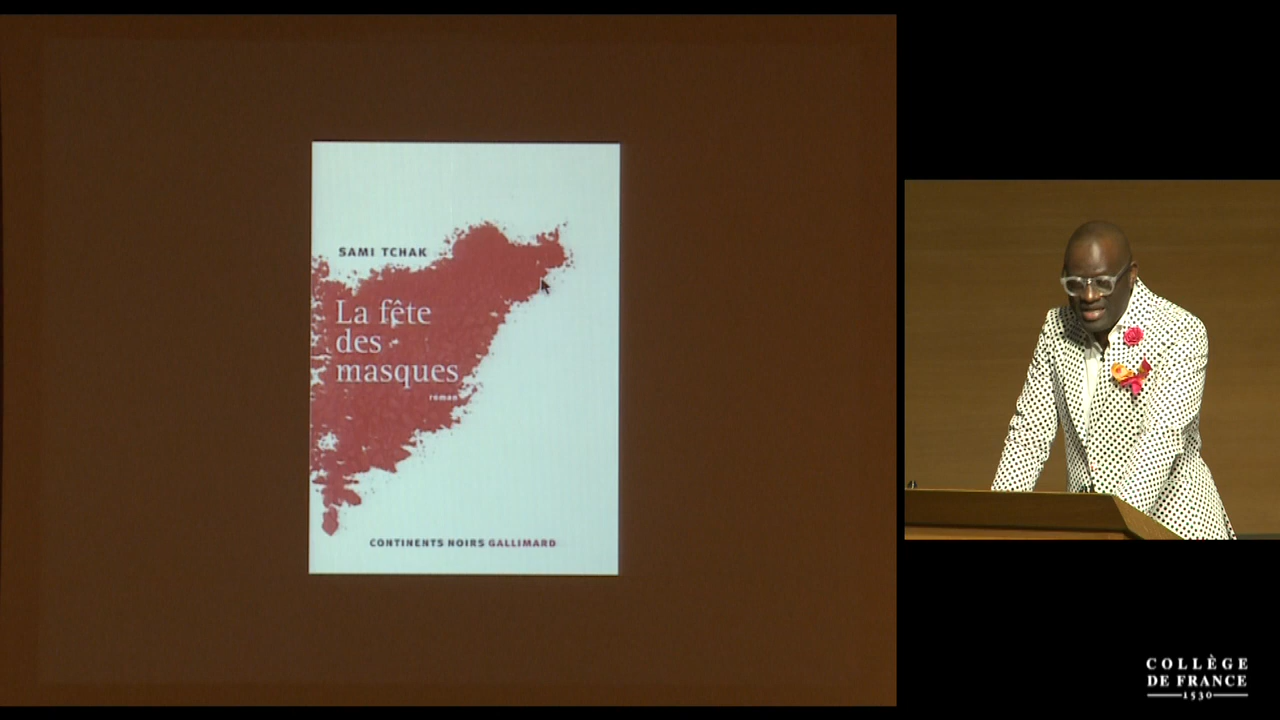 SAMI TCHAK
La fête
des
masques
roman
CONTINENTS NOIRS GALLIMARD
COLLÈGE
DE FRANCE
1530